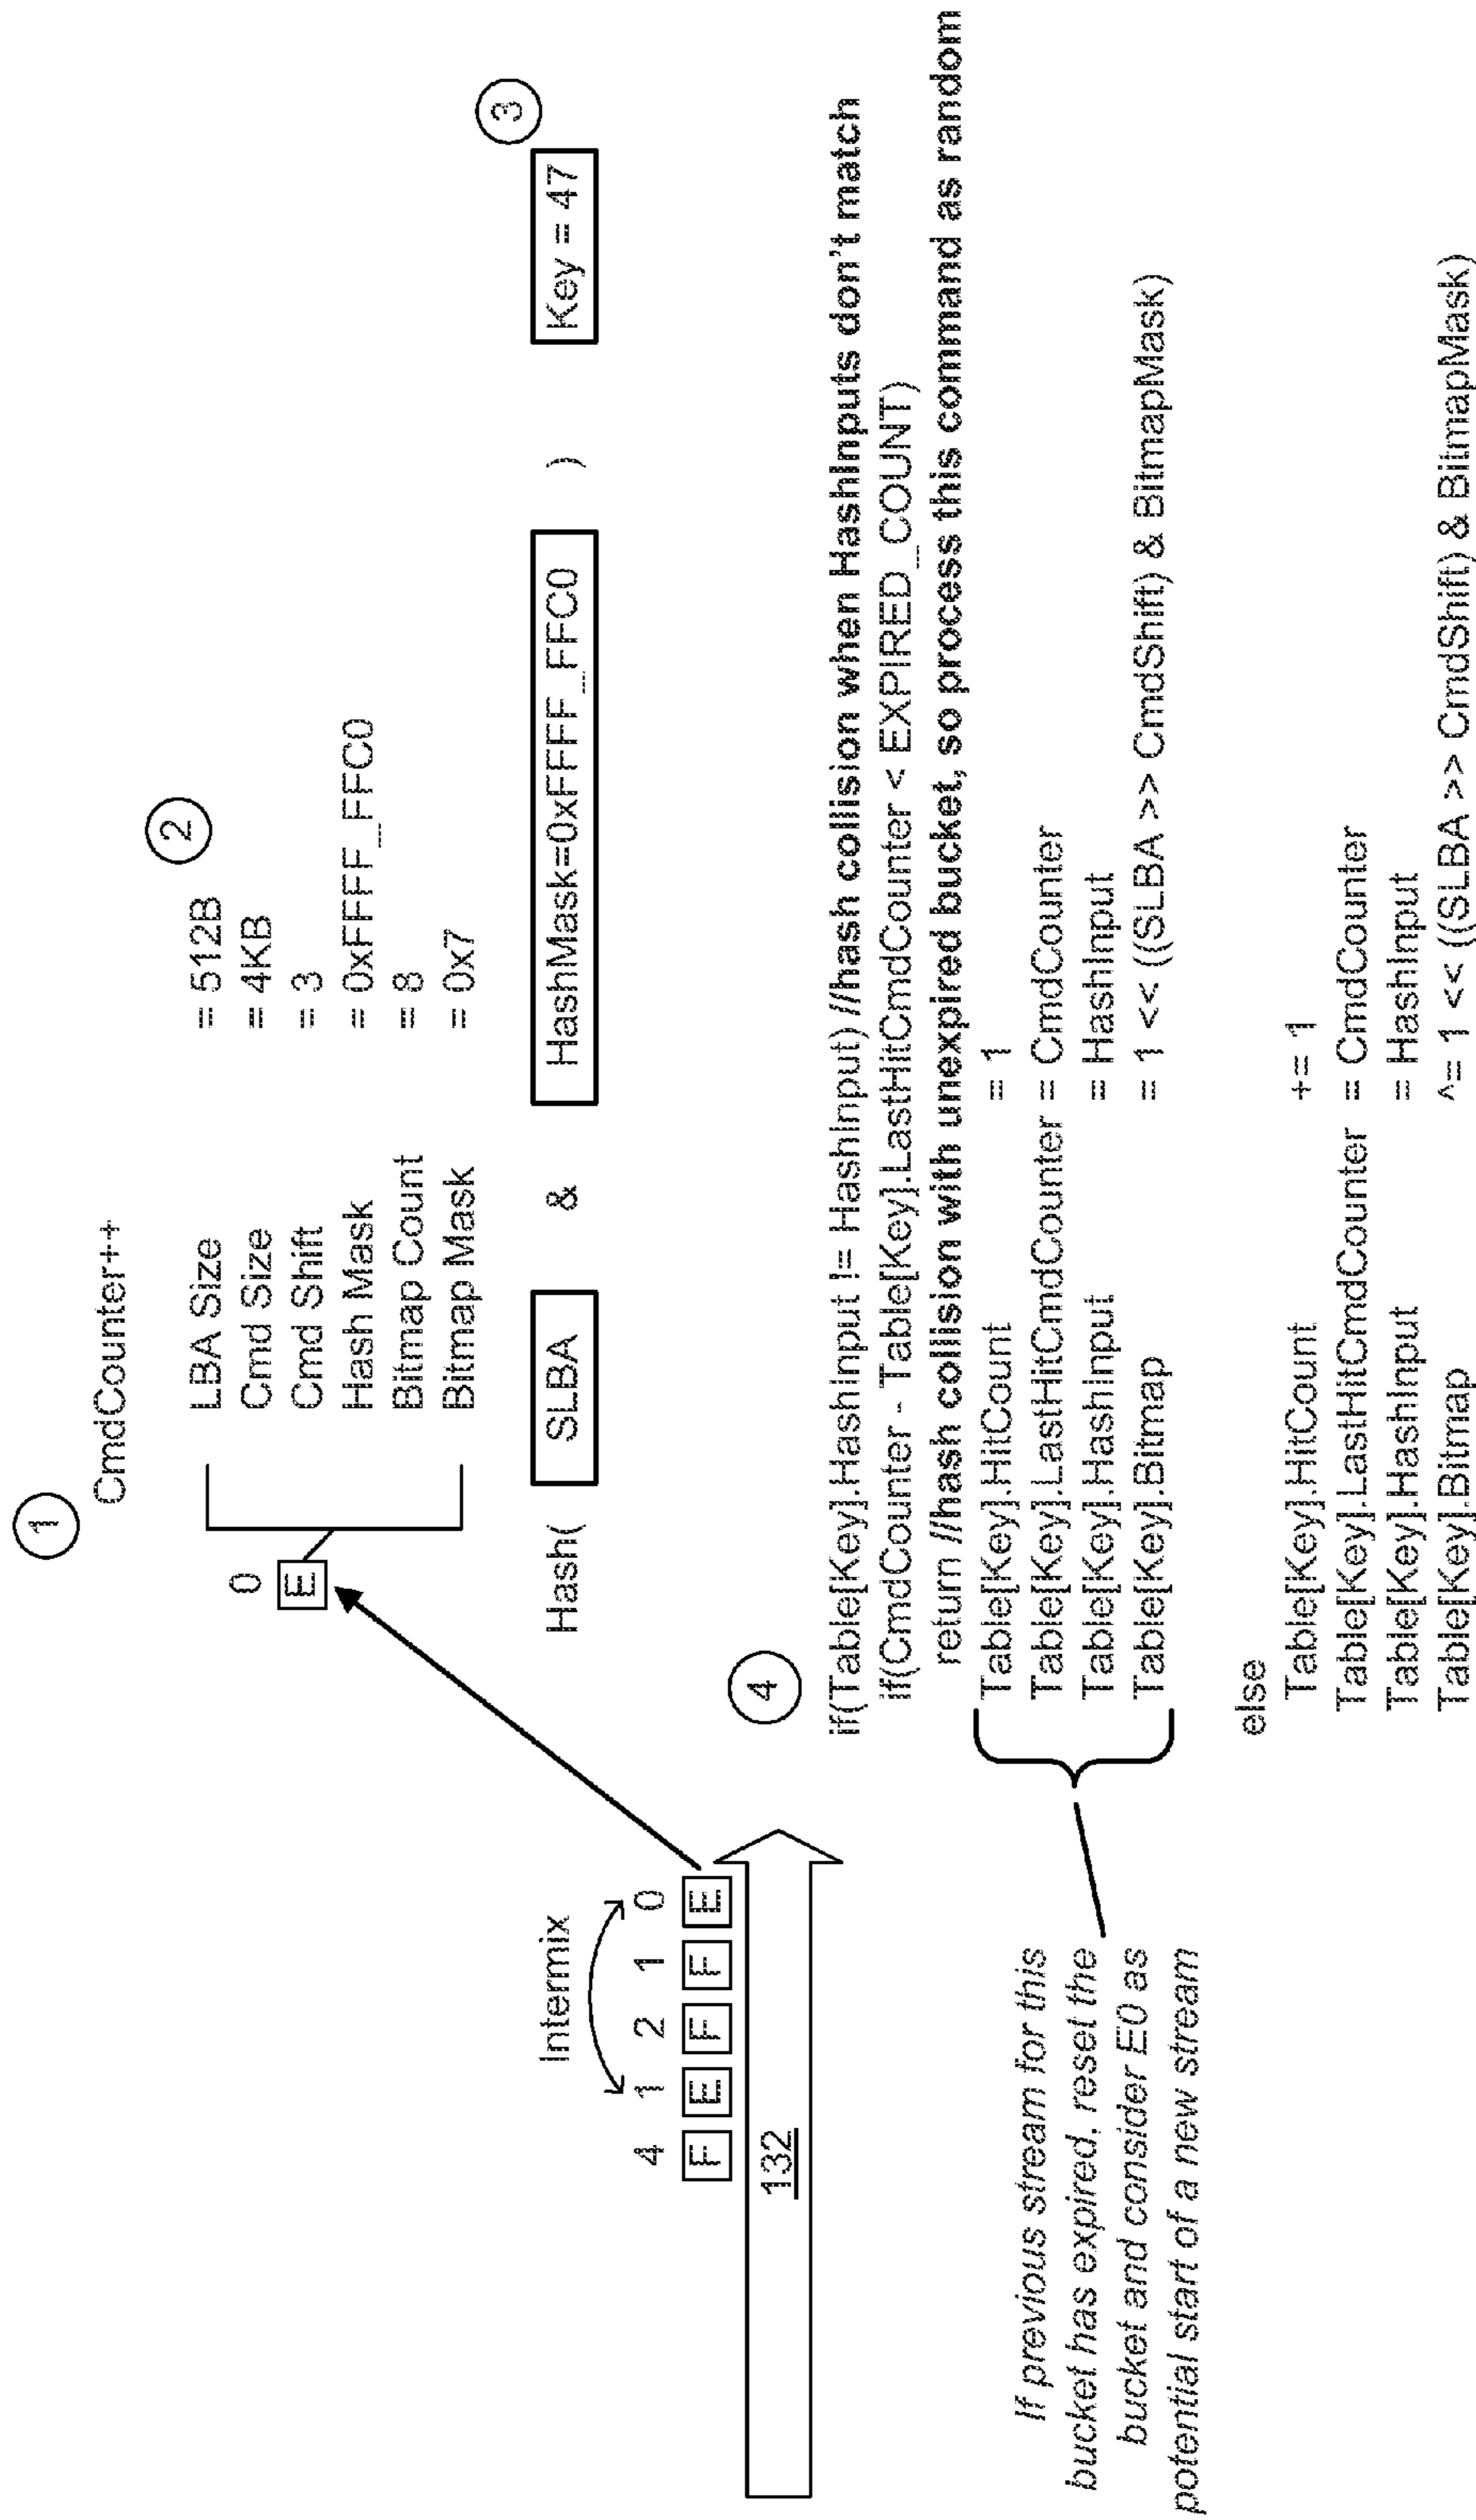 1
CmdCounter++
2
LBA Size = 512B
Cmd Size = 4KB
Cmd Shift = 3
Hash Mask = 0xFFFF_FFC0
Bitmap Count = 8
Bitmap Mask = 0x7
0
E
Hash( SLBA & HashMask=0xFFFF_FFC0 ) Key = 47
3
Intermix
4 1 2 1 0
F E F F E
132
4
if(Table[Key].HashInput != HashInput) //hash collision when HashInputs don't match
if(CmdCounter - Table[Key].LastHitCmdCounter < EXPIRED_COUNT)
return //hash collision with unexpired bucket, so process this command as random
Table[Key].HitCount = 1
Table[Key].LastHitCmdCounter = CmdCounter
Table[Key].HashInput = HashInput
Table[Key].Bitmap = 1 << ((SLBA >> CmdShift) & BitmapMask)
If previous stream for this
bucket has expired, reset the
bucket and consider E0 as
potential start of a new stream
else
Table[Key].HitCount += 1
Table[Key].LastHitCmdCounter = CmdCounter
Table[Key].HashInput = HashInput
Table[Key].Bitmap ^= 1 << ((SLBA >> CmdShift) & BitmapMask)